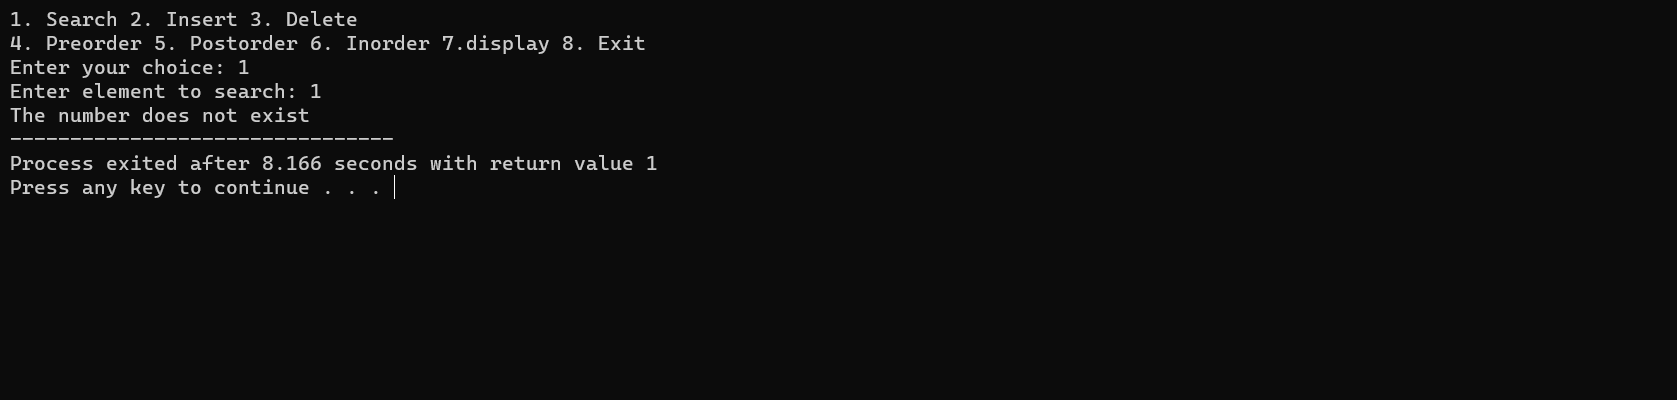 1. Search 2. Insert 3. Delete
4. Preorder 5. Postorder 6. Inorder 7.display 8. Exit
Enter your choice: 1
Enter element to search: 1
The number does not exist
--------------------------------
Process exited after 8.166 seconds with return value 1
Press any key to continue . . .